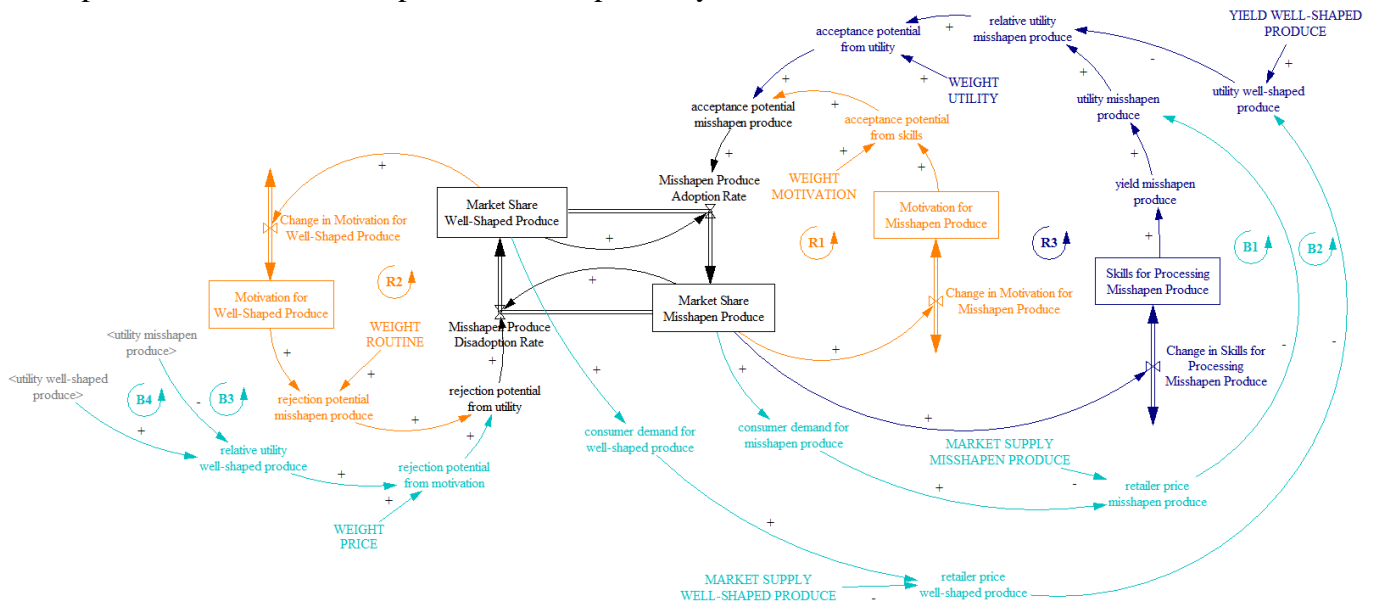 acceptance potential
from utility
relative utility
misshapen produce
YIELD WELL-SHAPED
PRODUCE
+
-
+
+
+
+
WEIGHT
UTILITY
utility misshapen
produce
utility well-shaped
produce
acceptance potential
misshapen produce
+
acceptance potential
from skills
+
+
+
+
+
WEIGHT
MOTIVATION
Misshapen Produce
Adoption Rate
yield misshapen
produce
Market Share
Well-Shaped Produce
Motivation for
Misshapen Produce
Change in Motivation for
Well-Shaped Produce
+
R1
R3
+
B1
B2
R2
+
Skills for Processing
Misshapen Produce
Motivation for
Well-Shaped Produce
Market Share
Misshapen Produce
Change in Motivation for
Misshapen Produce
WEIGHT
ROUTINE
Misshapen Produce
Disadoption Rate
<utility misshapen
produce>
-
-
+
+
+
+
Change in Skills for
Processing
Misshapen Produce
<utility well-shaped
produce>
B4
B3
rejection potential
misshapen produce
rejection potential
from utility
+
-
+
+
+
+
+
consumer demand for
well-shaped produce
consumer demand for
misshapen produce
MARKET SUPPLY
MISSHAPEN PRODUCE
relative utility
well-shaped produce
+
rejection potential
from motivation
+
+
-
retailer price
misshapen produce
WEIGHT
PRICE
+
MARKET SUPPLY
WELL-SHAPED PRODUCE
-
retailer price
well-shaped produce